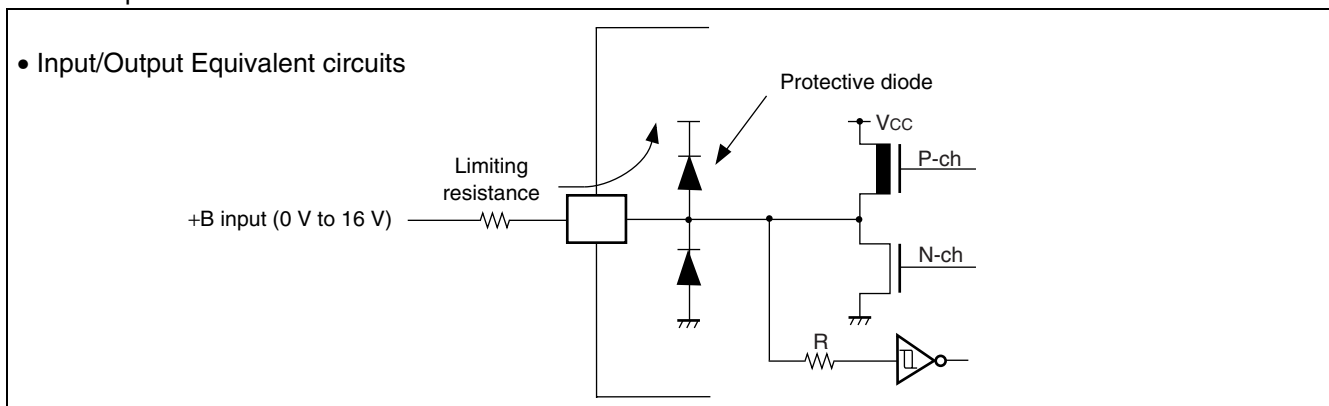 • Input/Output Equivalent circuits
Protective diode
VCC
Limiting
resistance
P-ch
+B input (0 V to 16 V)
N-ch
R